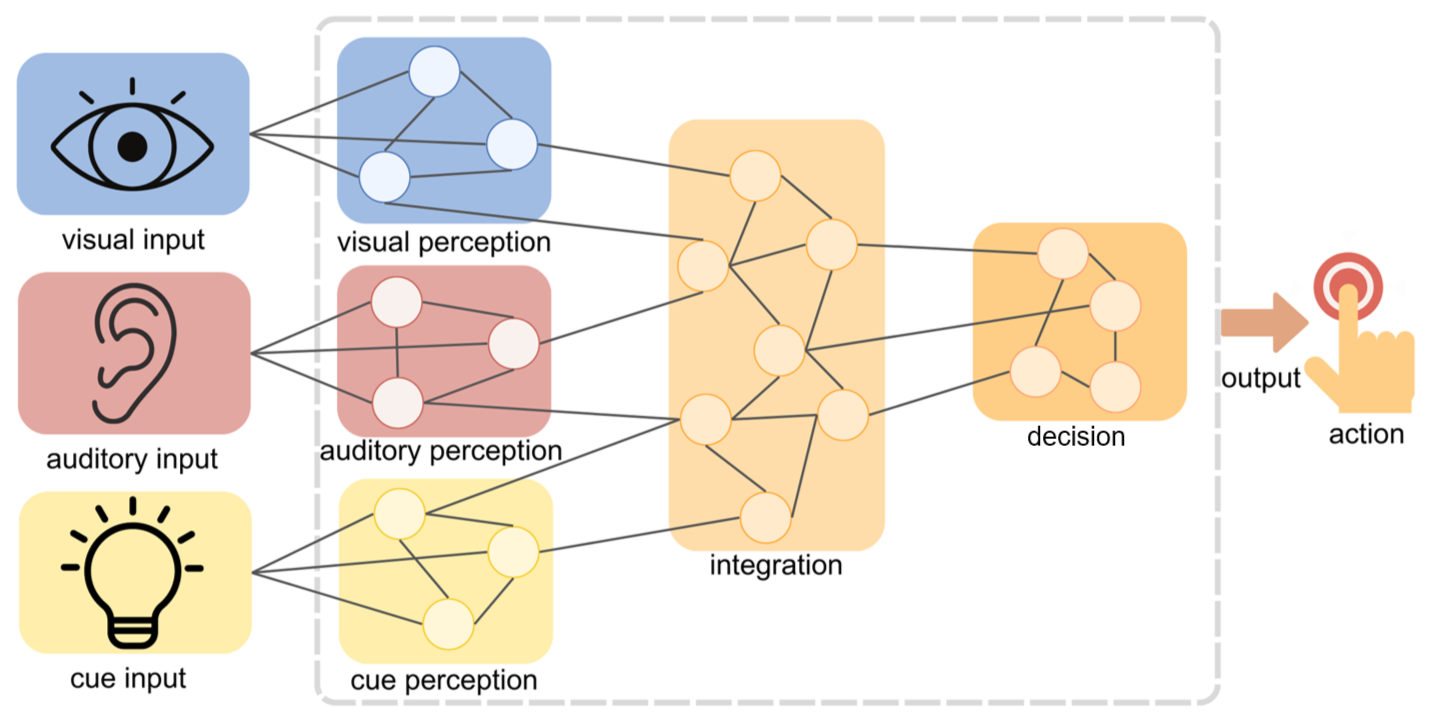 visual input
visual perception
auditory input
auditory perception
cue input
cue perception
integration
decision
output
action